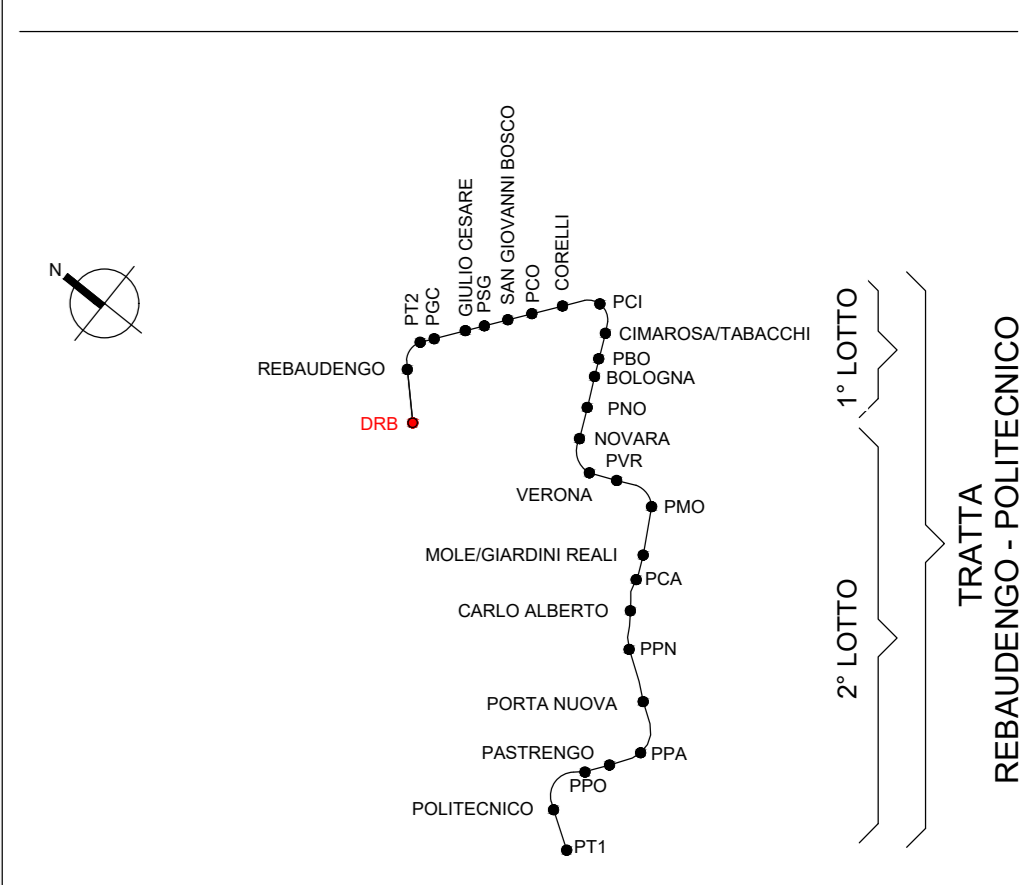 N
REBAUDENGO
DRB
PT2
PGC
GIULIO CESARE
PSG
SAN GIOVANNI BOSCO
PCO
CORELLI
PCI
CIMAROSA/TABACCHI
PBO
BOLOGNA
PNO
NOVARA
PVR
VERONA
PMO
MOLE/GIARDINI REALI
PCA
CARLO ALBERTO
PPN
PORTA NUOVA
PASTRENGO
PPA
PPO
POLITECNICO
PT1
1° LOTTO
2° LOTTO
TRATTA
REBAUDENGO - POLITECNICO